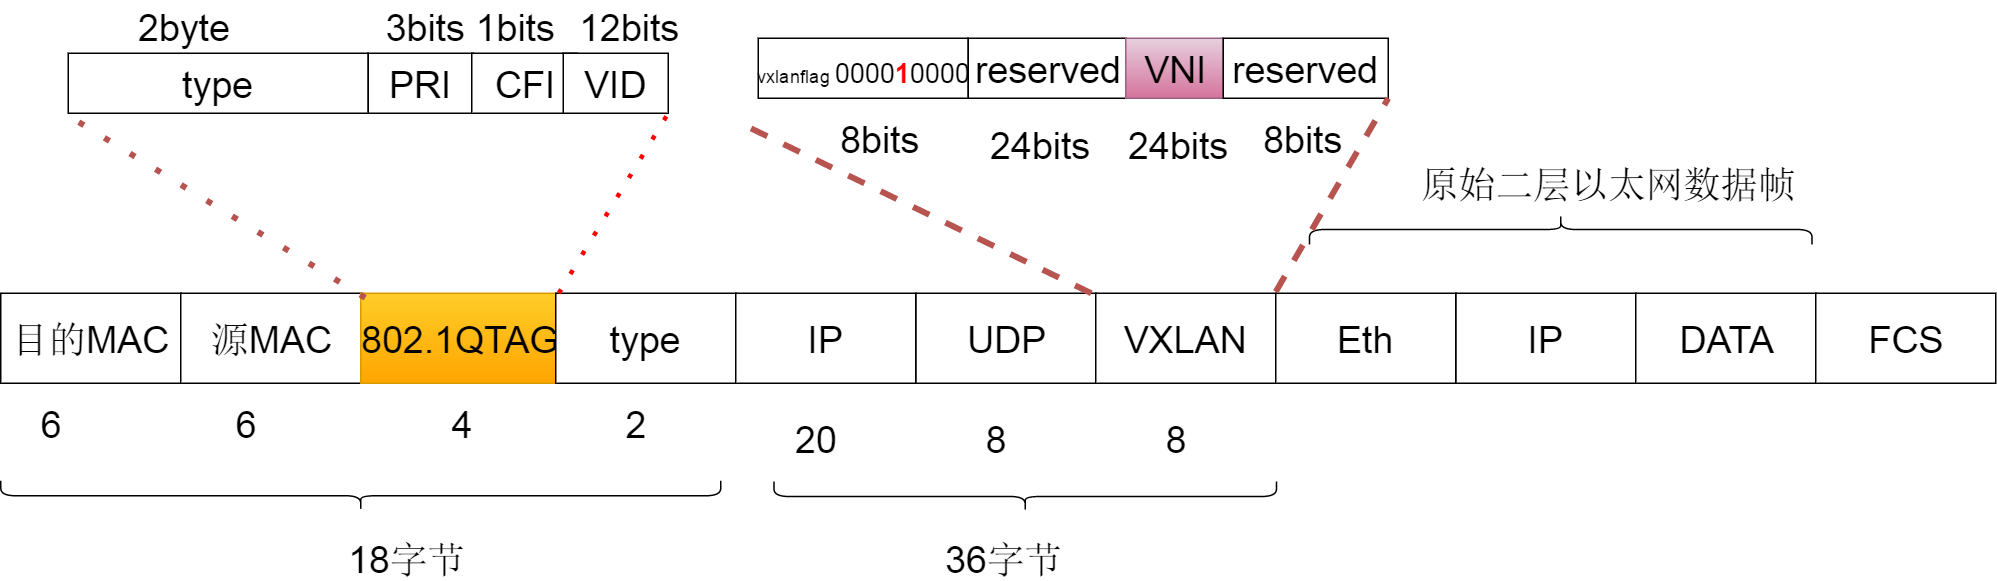 2byte 3bits 1bits 12bits
type PRI CFI VID
vxlanflag 000010000 reserved VNI reserved
8bits 24bits 24bits 8bits
原始二层以太网数据帧
目的MAC 源MAC 802.1QTAG type IP UDP VXLAN Eth IP DATA FCS
6 6 4 2 20 8 8
18字节 36字节